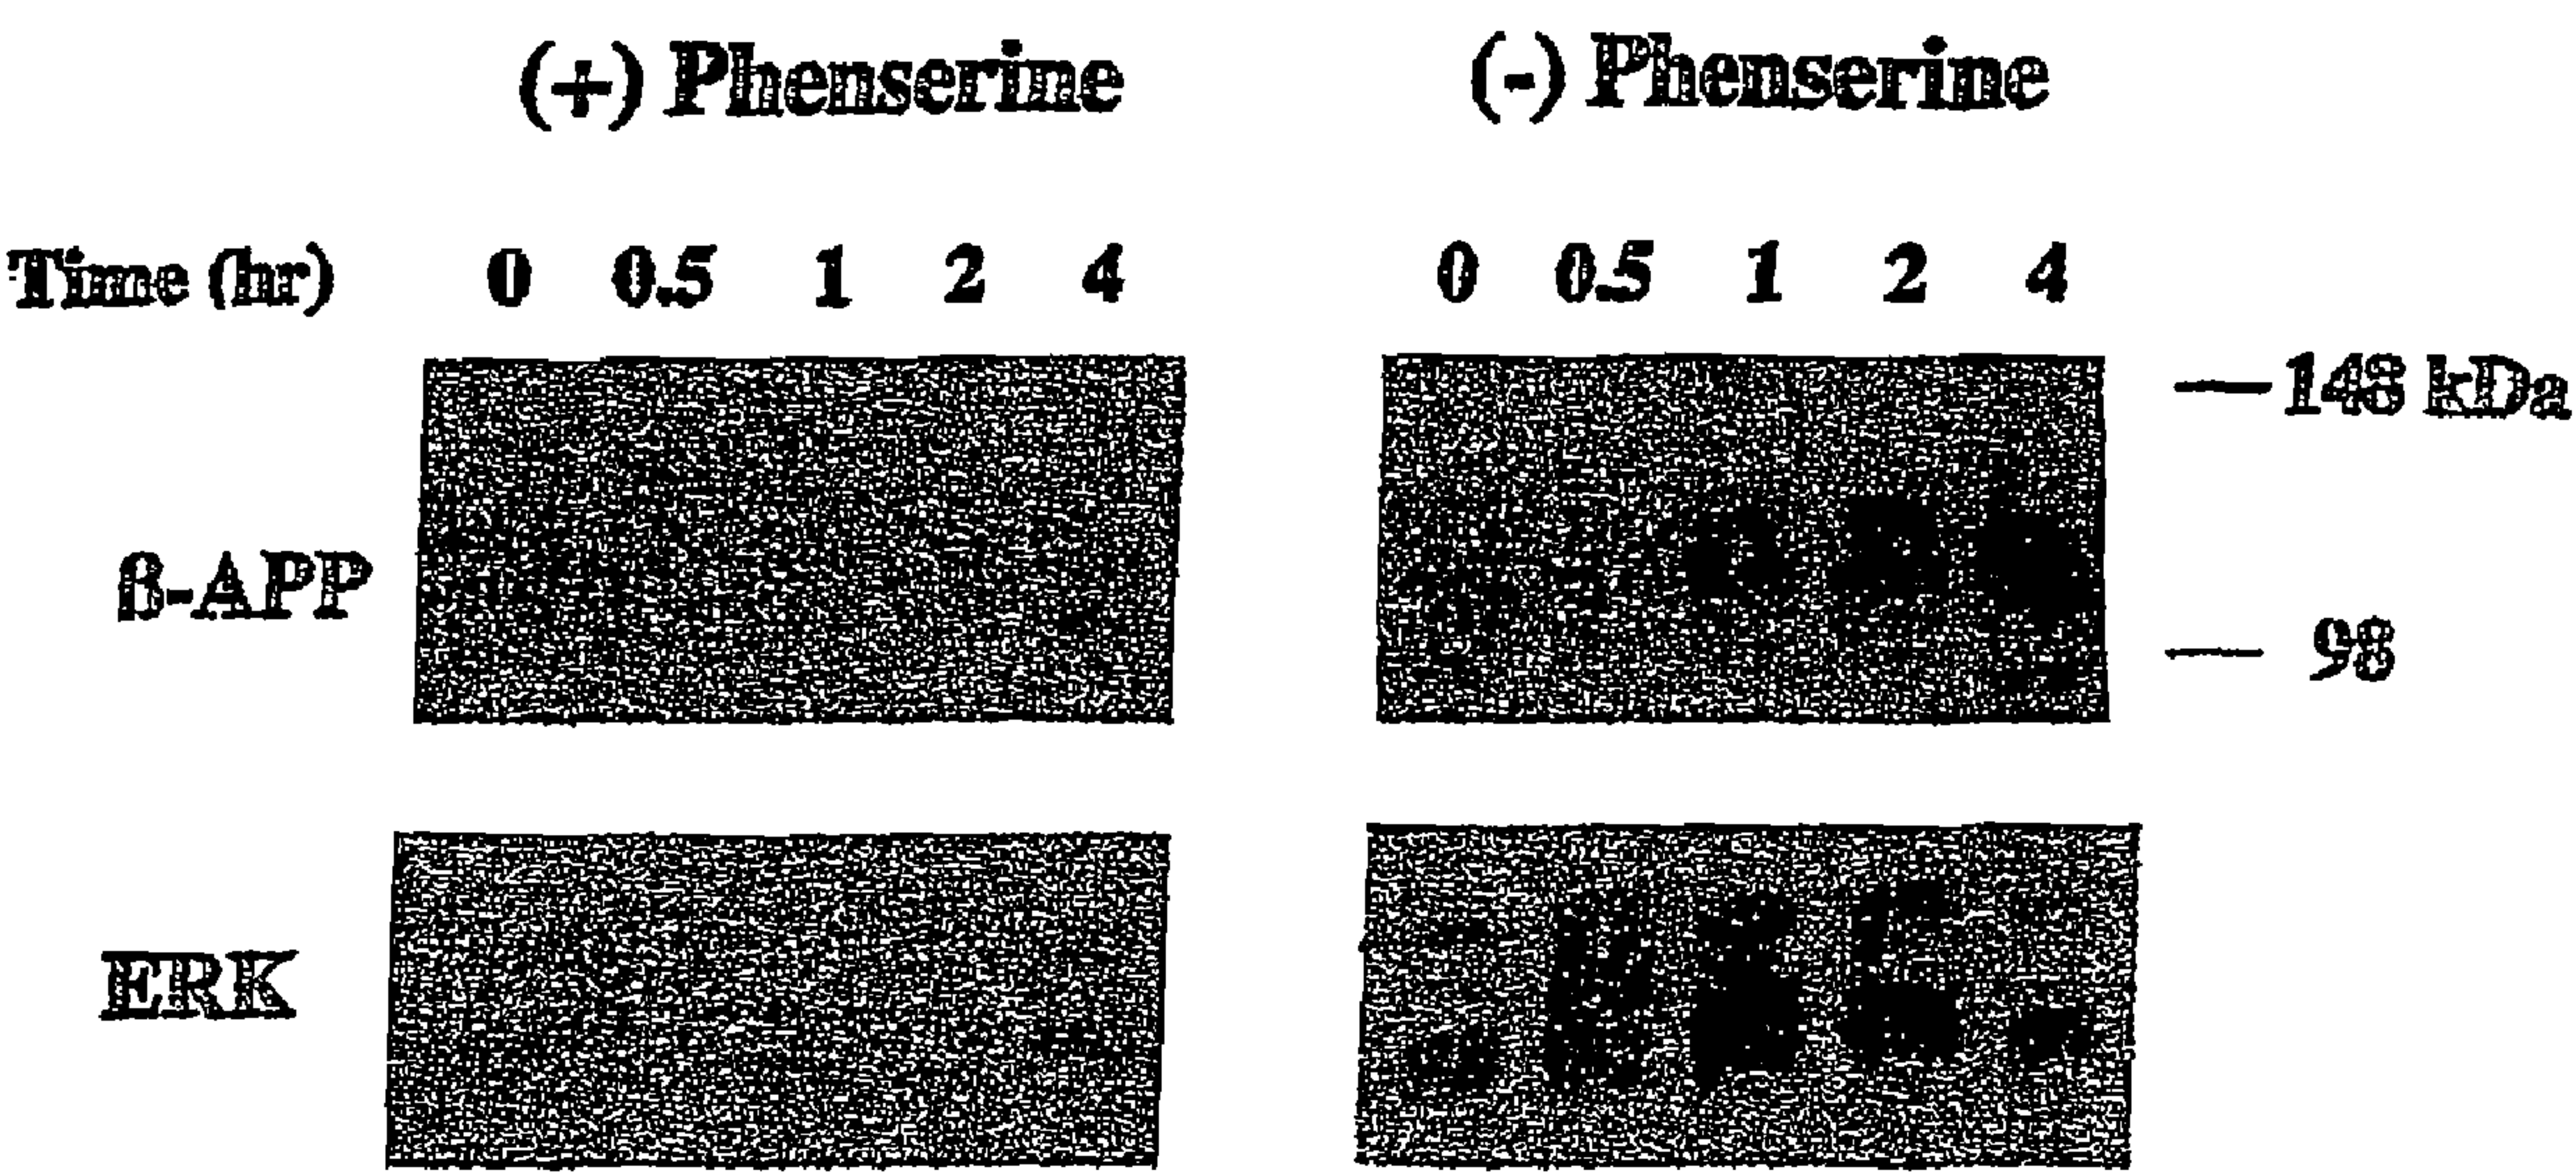 (+) Phenserine (-) Phenserine
Time (hr) 0 0.5 1 2 4 0 0.5 1 2 4
148 kDa
ß-APP
98
ERK